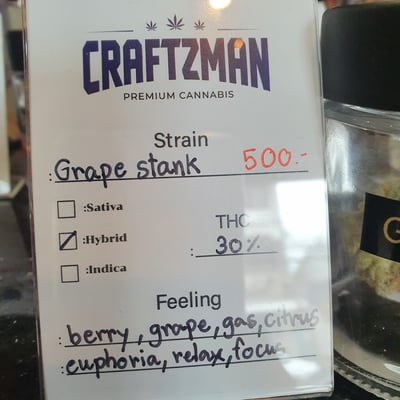 CRAFTZMAN
PREMIUM CANNABIS
Strain
:Grape stank 500.-
:Sativa
:Hybrid
:Indica
THC
: 30%
Feeling
: berry, grape, gas, citrus
: euphoria, relax, focus
G